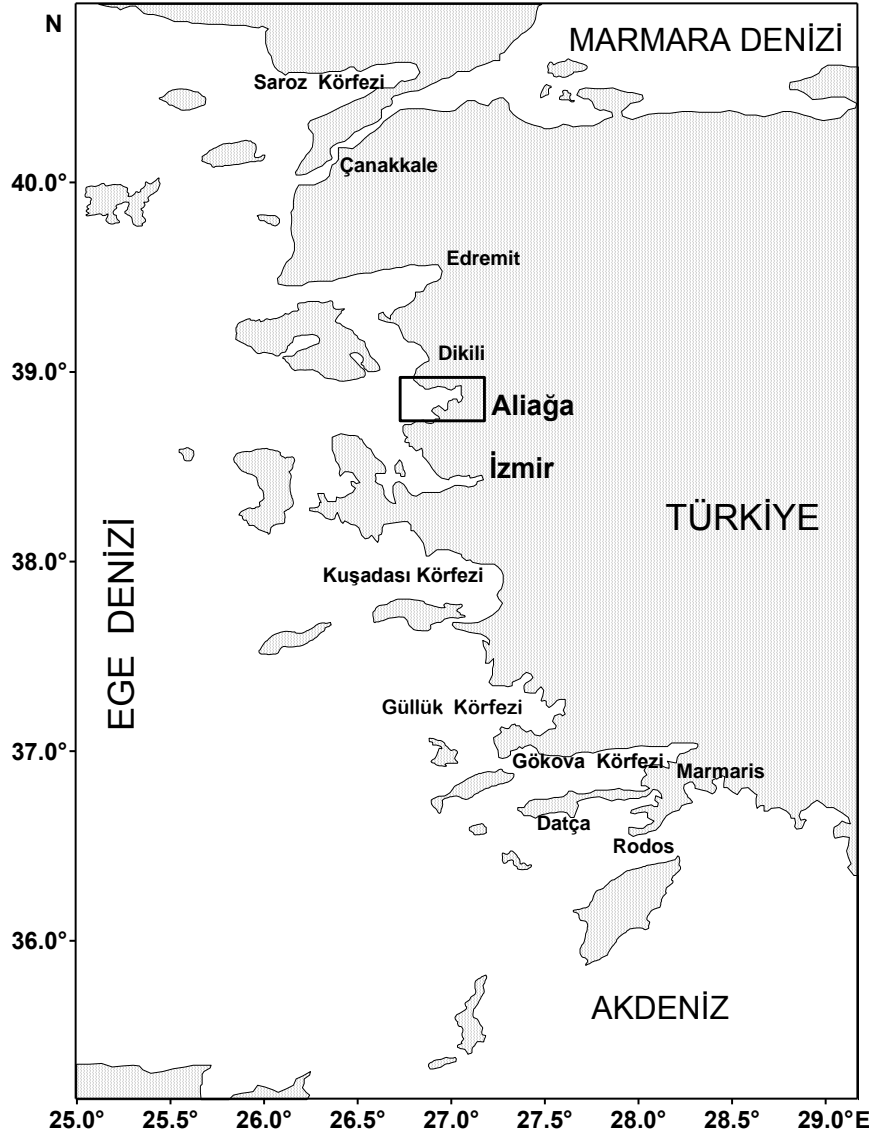 N
MARMARA DENİZİ
Saroz Körfezi
Çanakkale
40.0°
Edremit
Dikili
39.0°
Aliağa
İzmir
TÜRKİYE
EGE DENİZİ
38.0°
Kuşadası Körfezi
Güllük Körfezi
37.0°
Gökova Körfezi
Marmaris
Datça
Rodos
36.0°
AKDENİZ
25.0° 25.5° 26.0° 26.5° 27.0° 27.5° 28.0° 28.5° 29.0°E